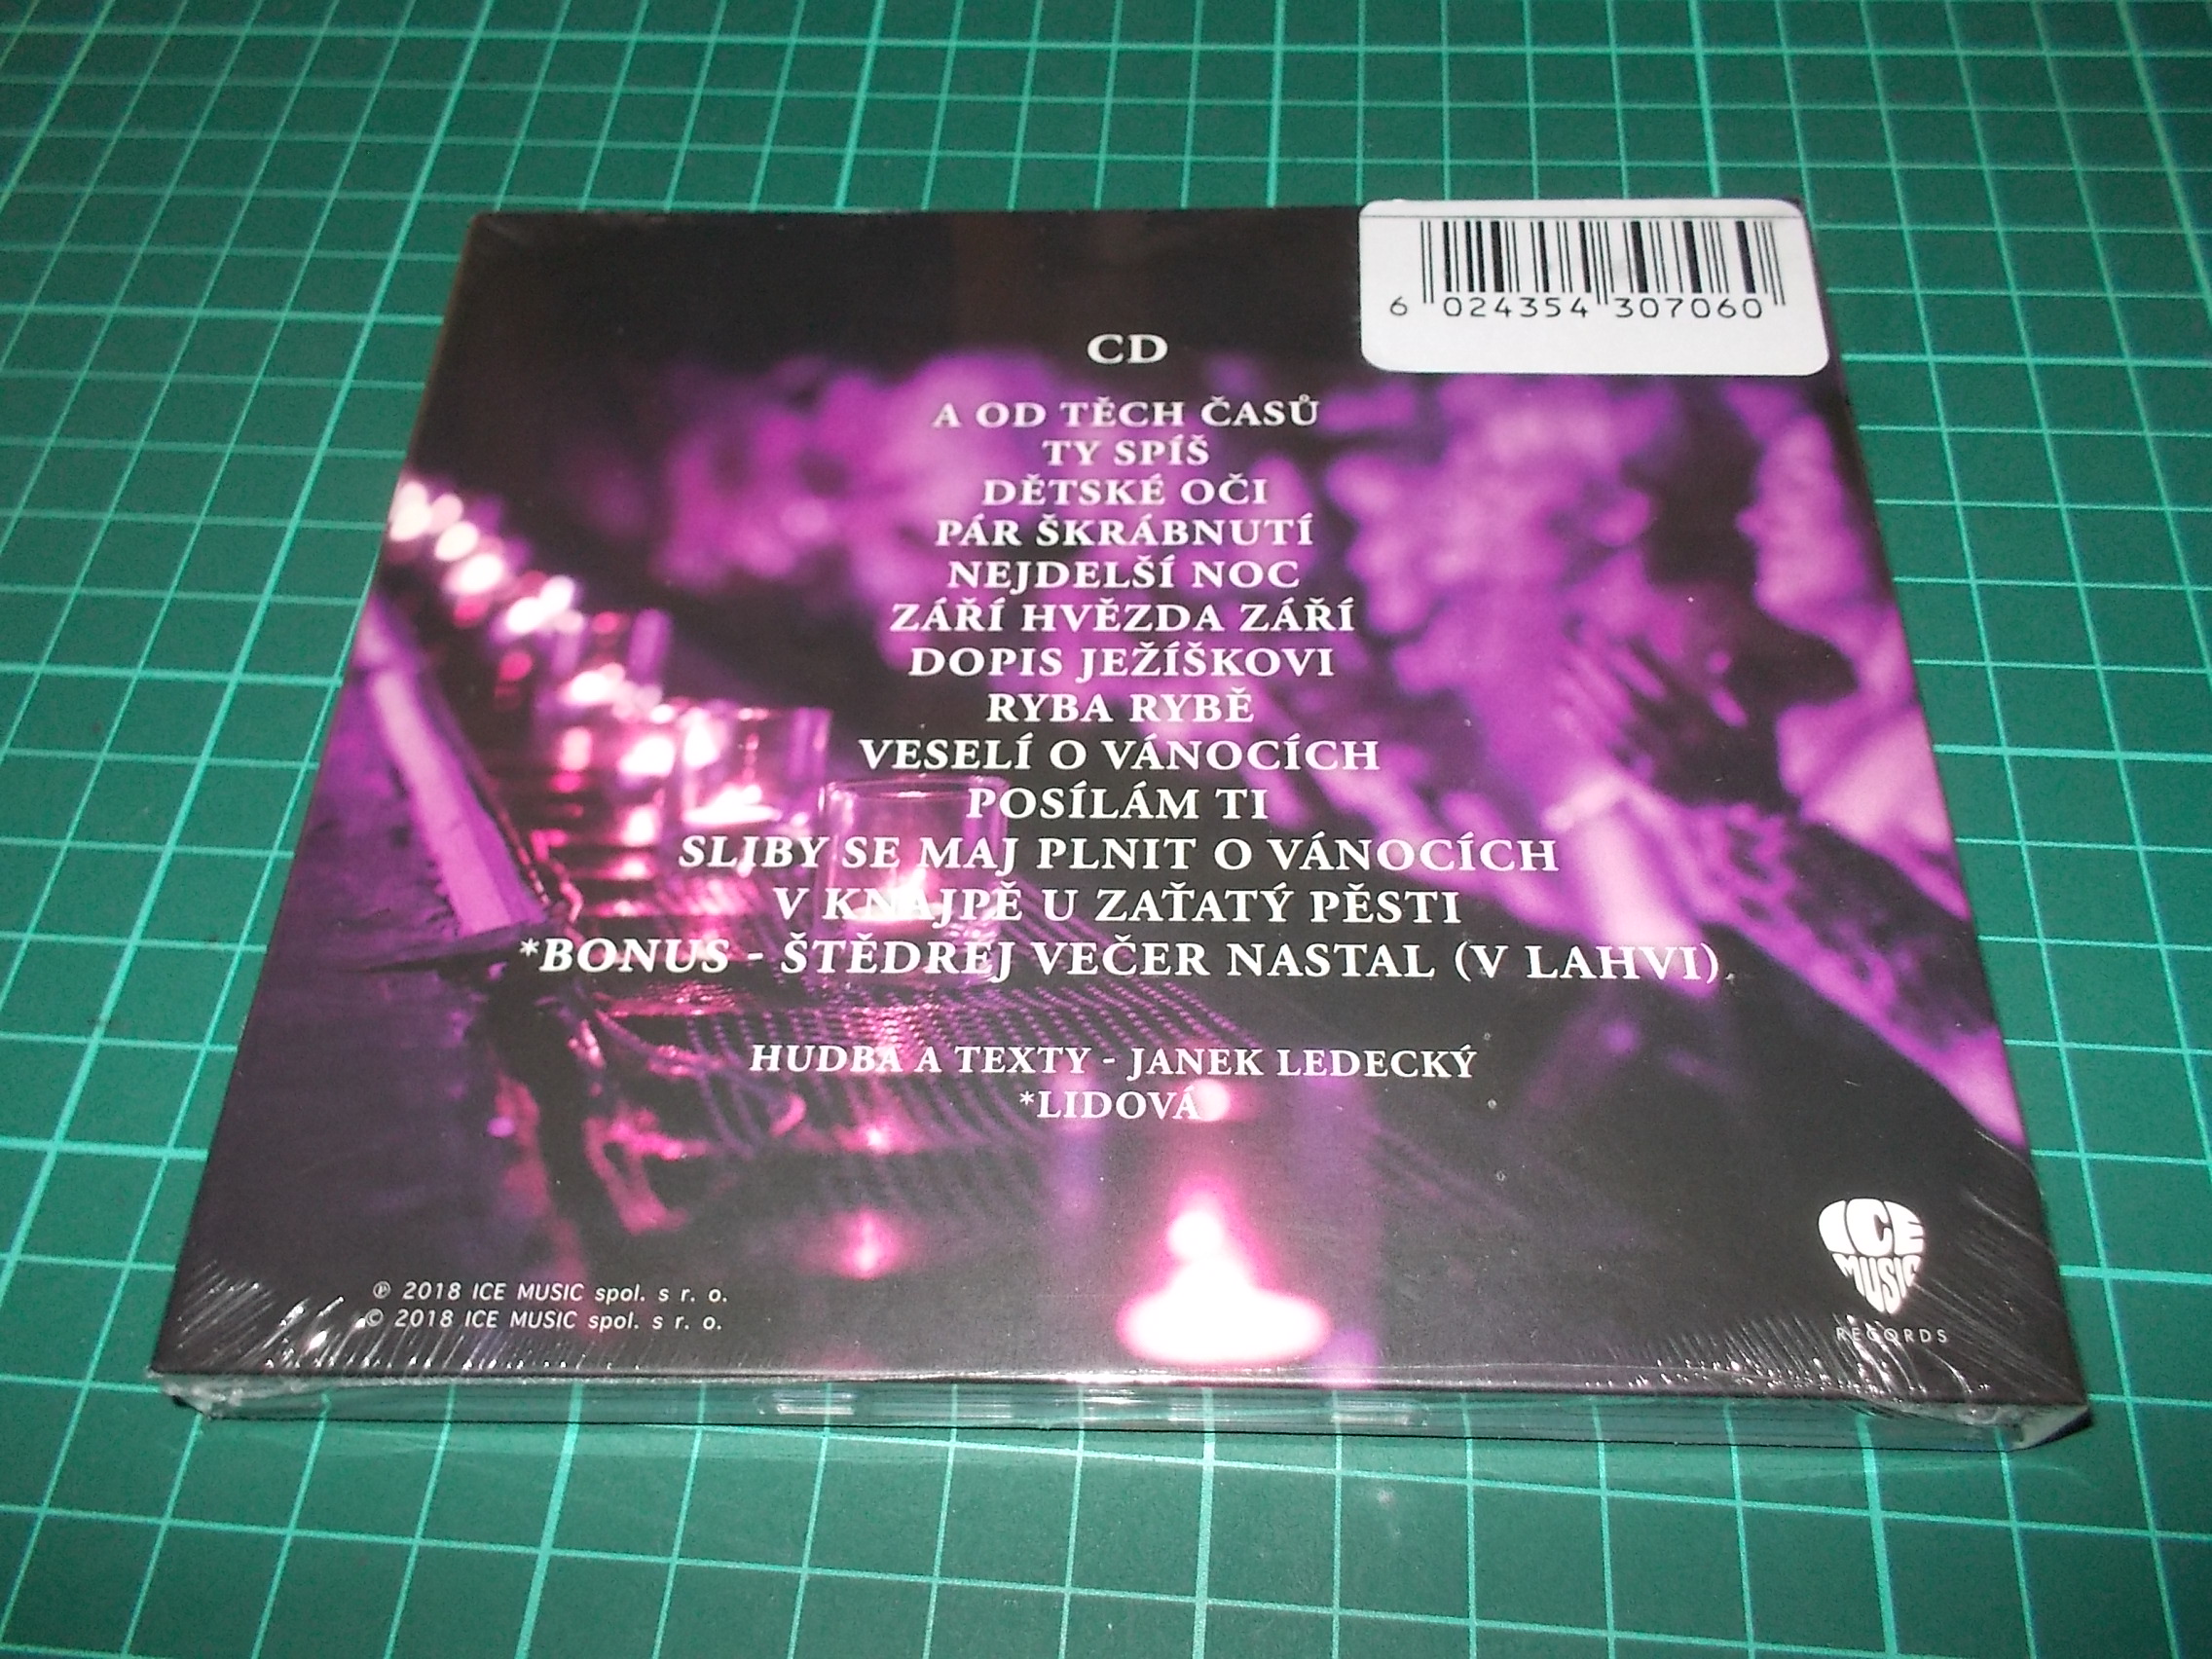 6 024354 307060
CD
A OD TĚCH ČASŮ
TY SPÍŠ
DĚTSKÉ OČI
PÁR ŠKRÁBNUTÍ
NEJDELŠÍ NOC
ZÁŘÍ HVĚZDA ZÁŘÍ
DOPIS JEŽÍŠKOVI
RYBA RYBĚ
VESELÍ O VÁNOCÍCH
POSÍLÁM TI
SLIBY SE MAJ PLNIT O VÁNOCÍCH
V KNAJPĚ U ZAŤATÝ PĚSTI
*BONUS - ŠTĚDREJ VEČER NASTAL (V LAHVI)
HUDBA A TEXTY - JANEK LEDECKÝ
*LIDOVÁ
ICE
MUSIC
RECORDS
℗ 2018 ICE MUSIC spol. s r. o.
© 2018 ICE MUSIC spol. s r. o.